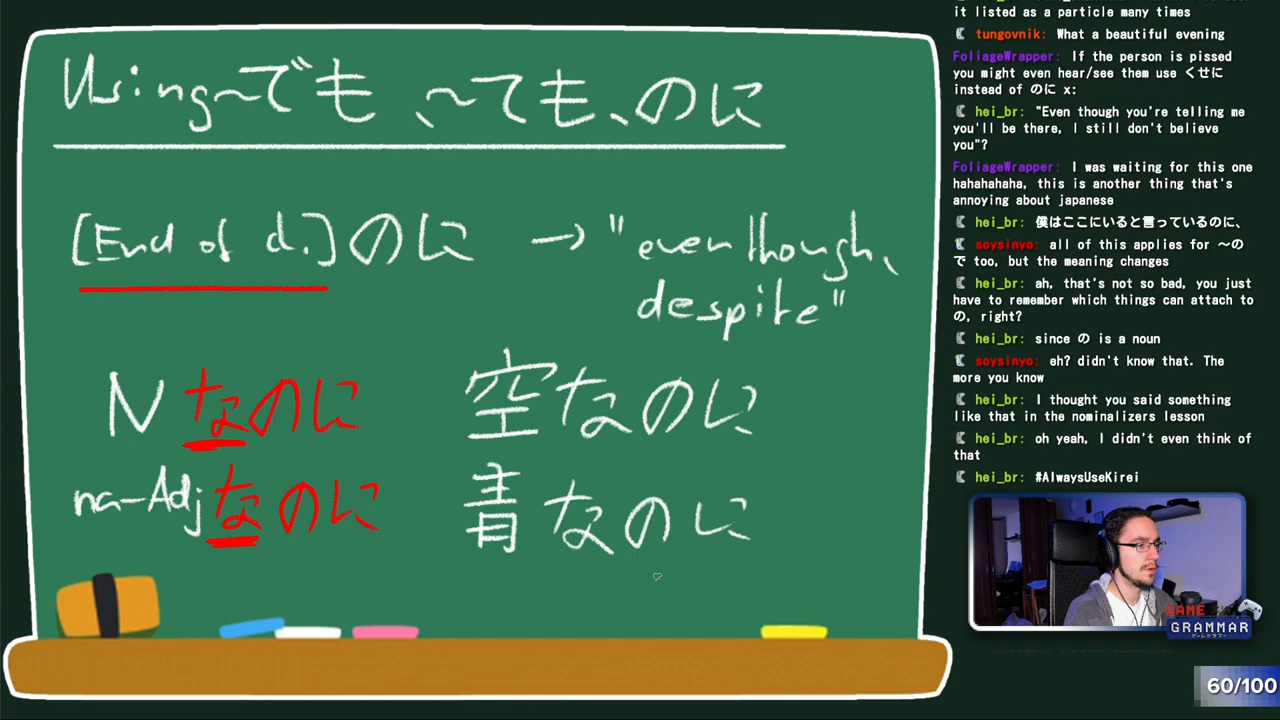 Using〜でも、〜ても、のに
[End of d.]のに → "even though、
despite"
Nなのに 空なのに
na-Adjなのに 青なのに
it listed as a particle many times
tungovnik: What a beautiful evening
FoliageWrapper: If the person is pissed
you might even hear/see them use くせに
instead of のに x:
hei_br: "Even though you're telling me
you'll be there, I still don't believe
you"?
FoliageWrapper: I was waiting for this one
hahahahaha, this is another thing that's
annoying about japanese
hei_br: 僕はここにいると言っているのに、
soysinyo: all of this applies for 〜の
で too, but the meaning changes
hei_br: ah, that's not so bad, you just
have to remember which things can attach to
の, right?
hei_br: since の is a noun
soysinyo: eh? didn't know that. The
more you know
hei_br: I thought you said something
like that in the nominalizers lesson
hei_br: oh yeah, I didn't even think of
that
hei_br: #AlwaysUseKirei
GAME
GRAMMAR
60/100